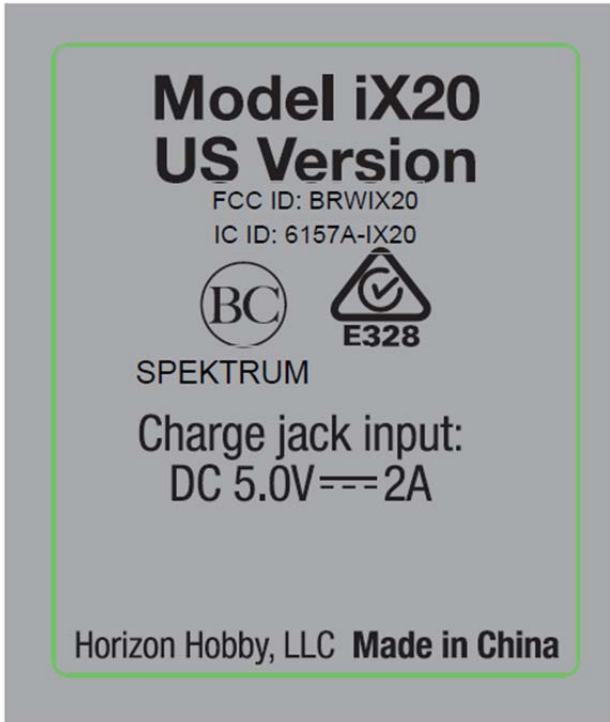 Model iX20
US Version
FCC ID: BRWIX20
IC ID: 6157A-IX20
BC
E328
SPEKTRUM
Charge jack input:
DC 5.0V⎓2A
Horizon Hobby, LLC Made in China